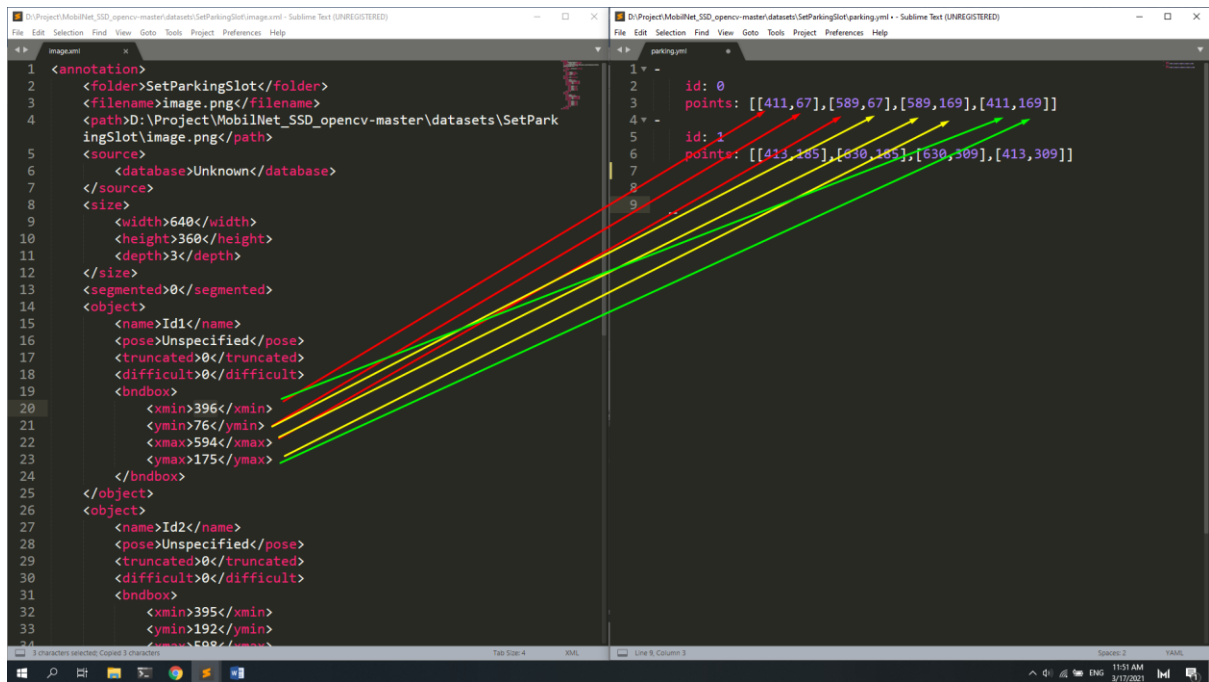 D:\Project\MobilNet_SSD_opencv-master\datasets\SetParkingSlot\image.xml - Sublime Text (UNREGISTERED)
File Edit Selection Find View Goto Tools Project Preferences Help
image.xml
1 <annotation>
2 <folder>SetParkingSlot</folder>
3 <filename>image.png</filename>
4 <path>D:\Project\MobilNet_SSD_opencv-master\datasets\SetPark
ingSlot\image.png</path>
5 <source>
6 <database>Unknown</database>
7 </source>
8 <size>
9 <width>640</width>
10 <height>360</height>
11 <depth>3</depth>
12 </size>
13 <segmented>0</segmented>
14 <object>
15 <name>Id1</name>
16 <pose>Unspecified</pose>
17 <truncated>0</truncated>
18 <difficult>0</difficult>
19 <bndbox>
20 <xmin>396</xmin>
21 <ymin>76</ymin>
22 <xmax>594</xmax>
23 <ymax>175</ymax>
24 </bndbox>
25 </object>
26 <object>
27 <name>Id2</name>
28 <pose>Unspecified</pose>
29 <truncated>0</truncated>
30 <difficult>0</difficult>
31 <bndbox>
32 <xmin>395</xmin>
33 <ymin>192</ymin>
34 <xmax>598</xmax>
3 characters selected; Copied 3 characters
Tab Size: 4 XML
D:\Project\MobilNet_SSD_opencv-master\datasets\SetParkingSlot\parking.yml • - Sublime Text (UNREGISTERED)
File Edit Selection Find View Goto Tools Project Preferences Help
parking.yml
1 -
2 id: 0
3 points: [[411,67],[589,67],[589,169],[411,169]]
4 -
5 id: 1
6 points: [[413,185],[630,185],[630,309],[413,309]]
7
8
9
Line 9, Column 3
Spaces: 2 YAML
ENG 11:51 AM
3/17/2021